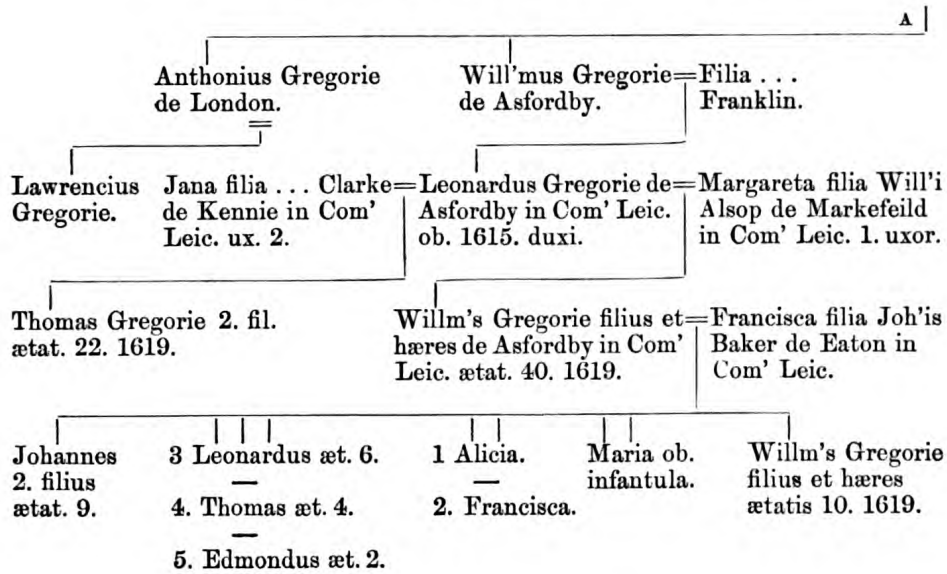 A
Anthonius Gregorie
de London.
Will'mus Gregorie=Filia . . .
de Asfordby. Franklin.
Lawrencius
Gregorie.
Jana filia . . . Clarke=Leonardus Gregorie de=Margareta filia Will'i
de Kennie in Com' Asfordby in Com' Leic. Alsop de Markefeild
Leic. ux. 2. ob. 1615. duxi. in Com' Leic. 1. uxor.
Thomas Gregorie 2. fil.
ætat. 22. 1619.
Willm's Gregorie filius et=Francisca filia Joh'is
hæres de Asfordby in Com' Baker de Eaton in
Leic. ætat. 40. 1619. Com' Leic.
Johannes
2. filius
ætat. 9.
3 Leonardus æt. 6.
4. Thomas æt. 4.
5. Edmondus æt. 2.
1 Alicia.
2. Francisca.
Maria ob.
infantula.
Willm's Gregorie
filius et hæres
ætatis 10. 1619.